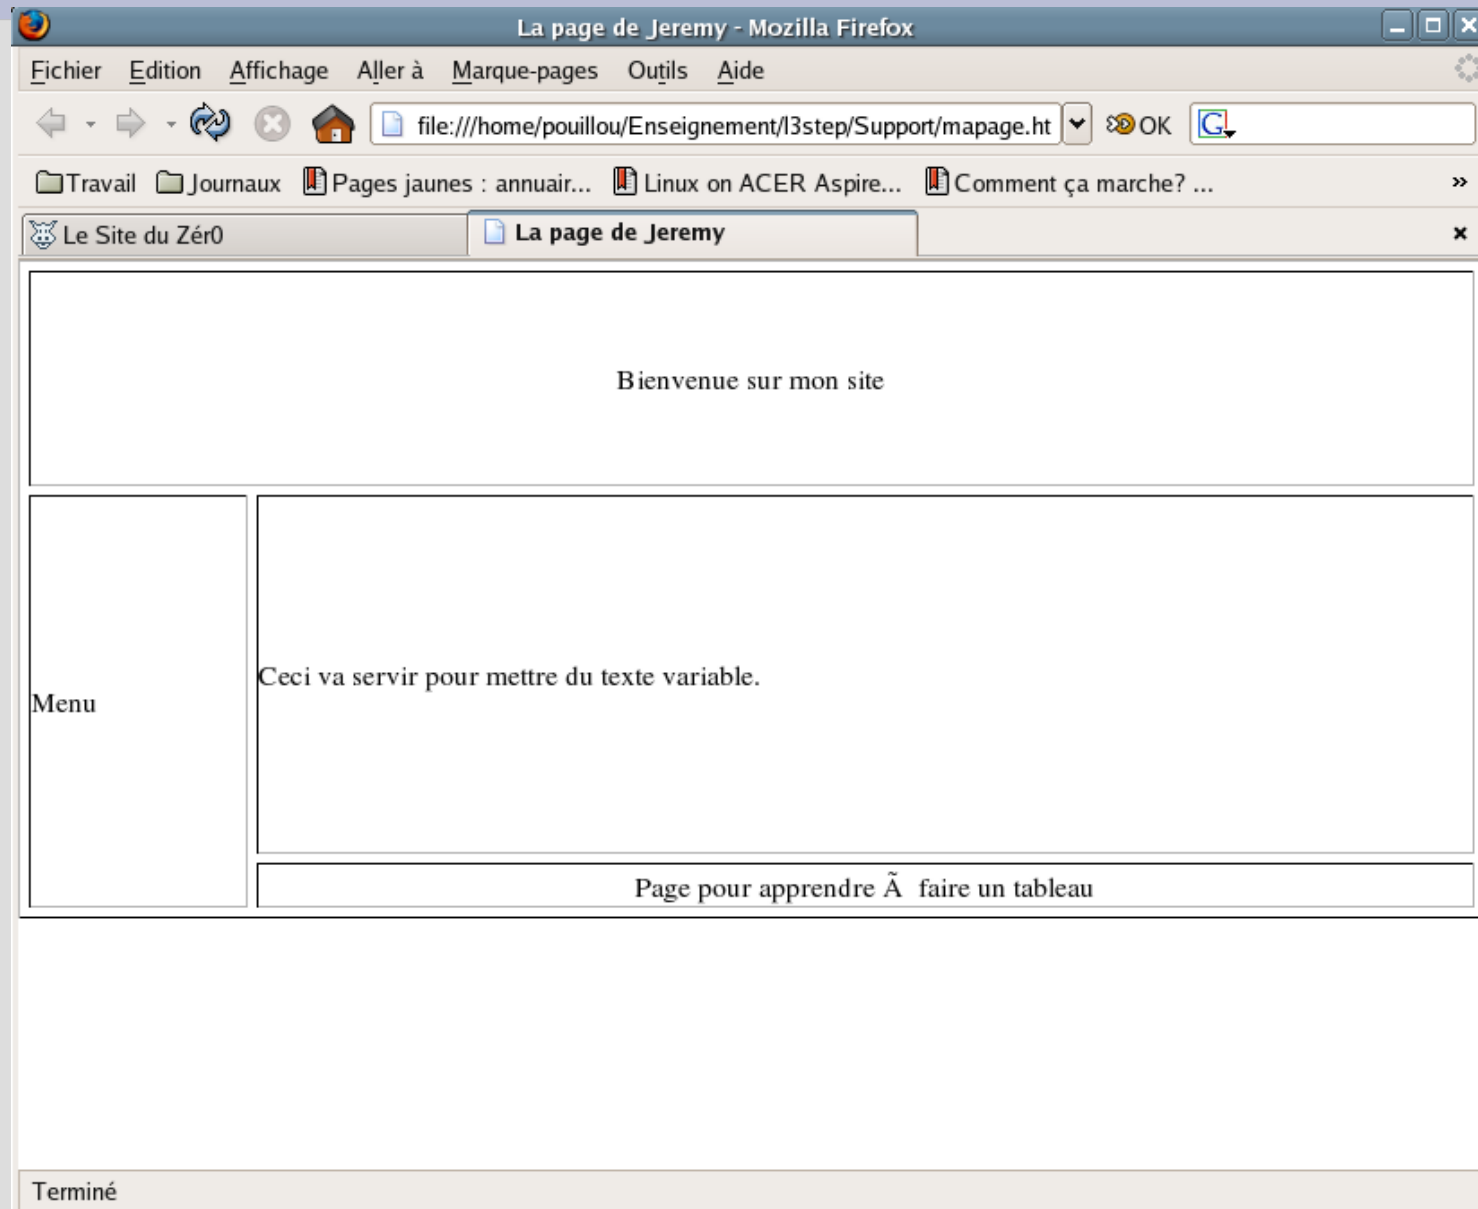 La page de Jeremy - Mozilla Firefox
Fichier Edition Affichage Aller à Marque-pages Outils Aide
file:///home/pouillou/Enseignement/l3step/Support/mapage.ht OK G
Travail Journaux Pages jaunes : annuair... Linux on ACER Aspire... Comment ça marche? ... »
Le Site du Zér0 La page de Jeremy
Bienvenue sur mon site
Ceci va servir pour mettre du texte variable.
Menu
Page pour apprendre Ã  faire un tableau
Terminé